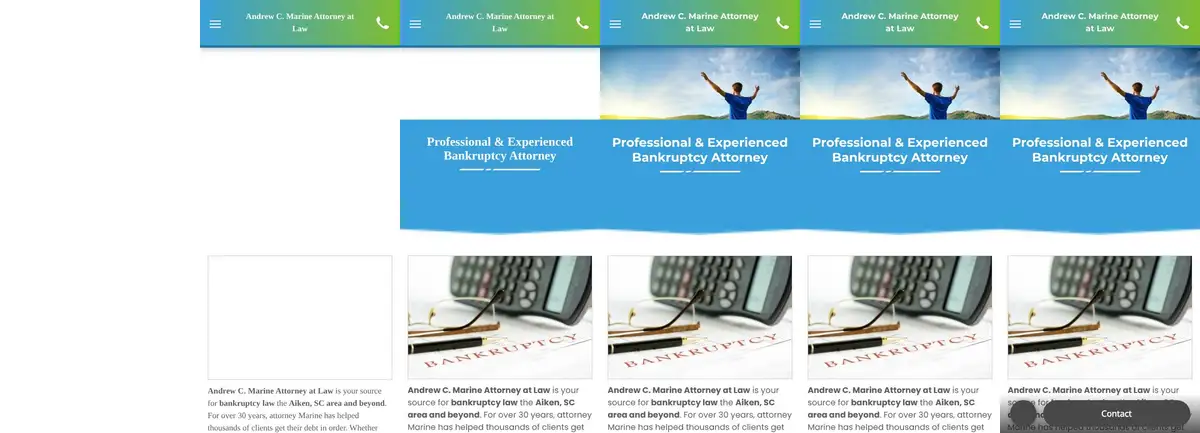 Andrew C. Marine Attorney at
Law
Andrew C. Marine Attorney at Law is your source
for bankruptcy law the Aiken, SC area and beyond.
For over 30 years, attorney Marine has helped
thousands of clients get their debt in order. Whether
Andrew C. Marine Attorney at
Law
Professional & Experienced
Bankruptcy Attorney
BANKRUPTCY
Andrew C. Marine Attorney at Law is your
source for bankruptcy law the Aiken, SC
area and beyond. For over 30 years, attorney
Marine has helped thousands of clients get
Andrew C. Marine Attorney
at Law
Professional & Experienced
Bankruptcy Attorney
BANKRUPTCY
Andrew C. Marine Attorney at Law is your
source for bankruptcy law the Aiken, SC
area and beyond. For over 30 years, attorney
Marine has helped thousands of clients get
Andrew C. Marine Attorney
at Law
Professional & Experienced
Bankruptcy Attorney
BANKRUPTCY
Andrew C. Marine Attorney at Law is your
source for bankruptcy law the Aiken, SC
area and beyond. For over 30 years, attorney
Marine has helped thousands of clients get
Andrew C. Marine Attorney
at Law
Professional & Experienced
Bankruptcy Attorney
BANKRUPTCY
Andrew C. Marine Attorney at Law is your
source for
Contact
Marine has helped thousands of clients get